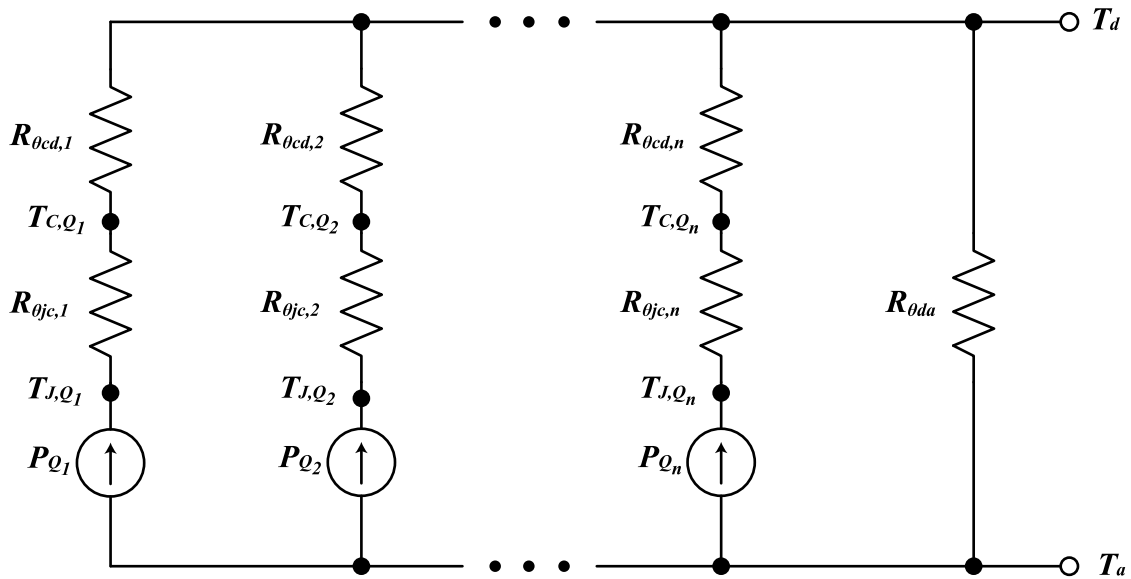 T_d
R_θcd,1 R_θcd,2 R_θcd,n
T_C,Q_1 T_C,Q_2 T_C,Q_n
R_θjc,1 R_θjc,2 R_θjc,n R_θda
T_J,Q_1 T_J,Q_2 T_J,Q_n
P_Q_1 P_Q_2 P_Q_n
T_a